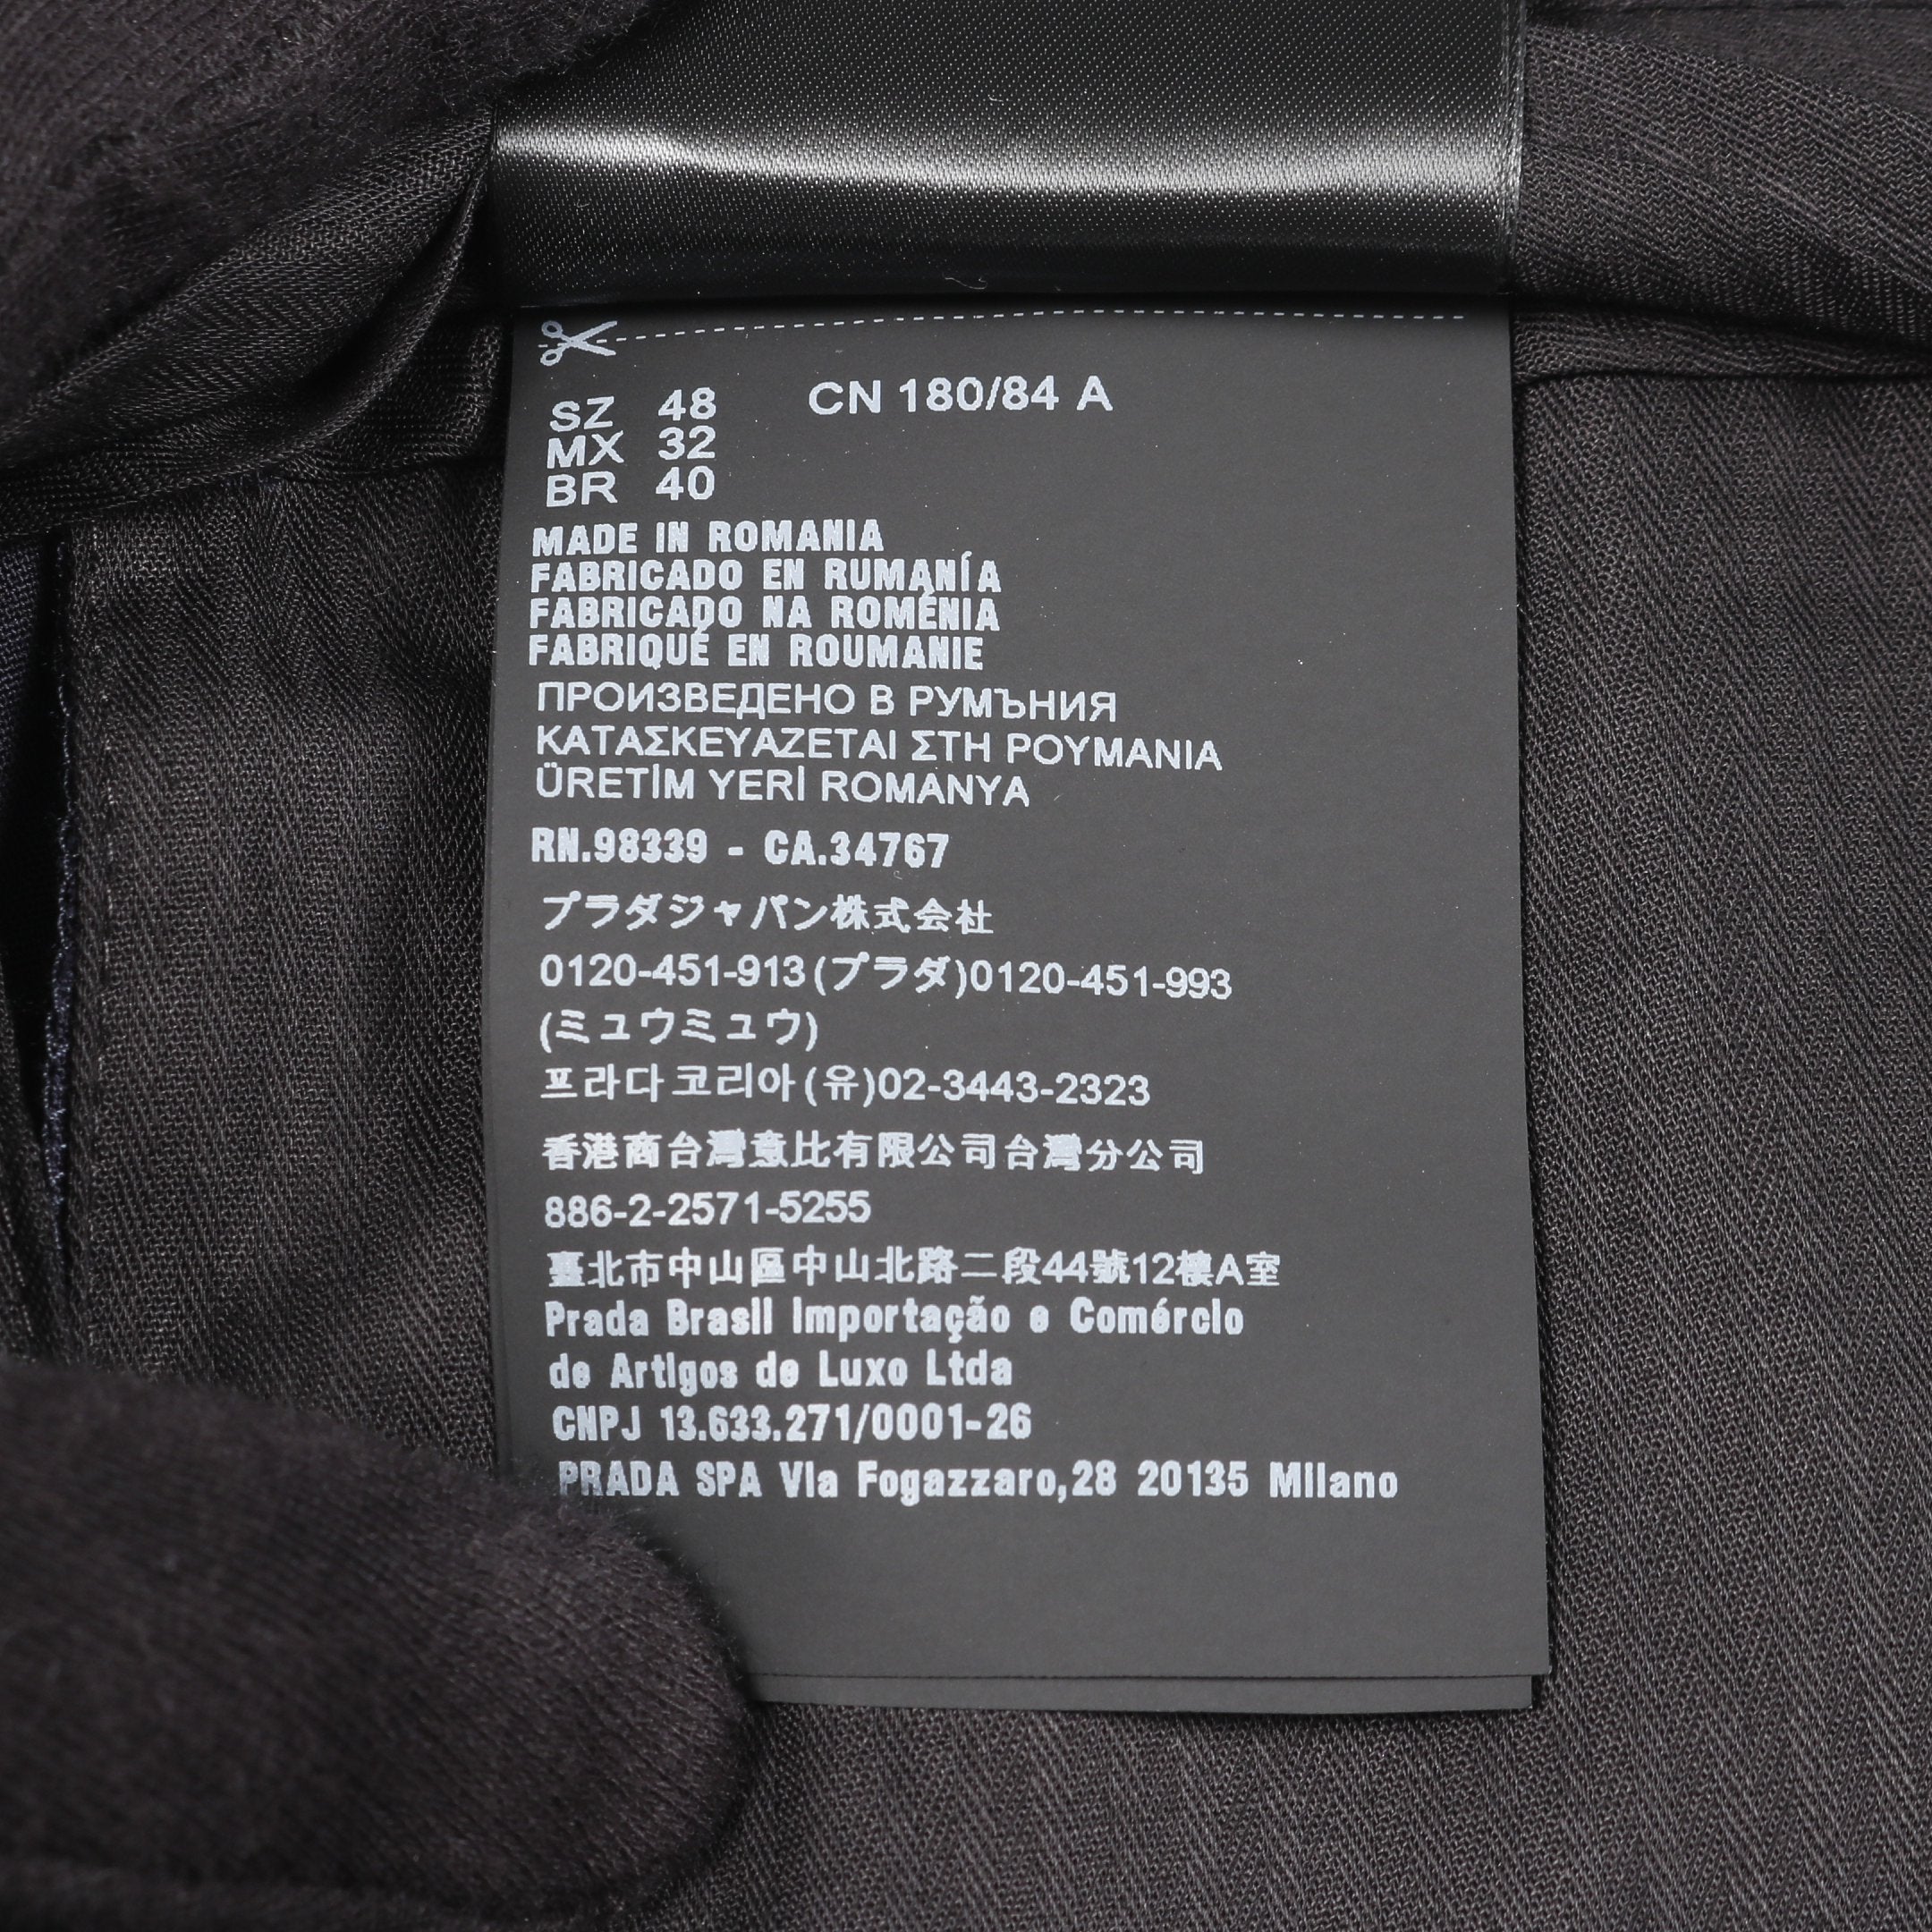 SZ 48 CN 180/84 A
MX 32
BR 40
MADE IN ROMANIA
FABRICADO EN RUMANÍA
FABRICADO NA ROMÉNIA
FABRIQUÉ EN ROUMANIE
ПРОИЗВЕДЕНО В РУМЪНИЯ
ΚΑΤΑΣΚΕΥΑΖΕΤΑΙ ΣΤΗ ΡΟΥΜΑΝΙΑ
ÜRETİM YERİ ROMANYA
RN.98339 - CA.34767
プラダジャパン株式会社
0120-451-913(プラダ)0120-451-993
(ミュウミュウ)
프라다코리아(유)02-3443-2323
香港商台灣意比有限公司台灣分公司
886-2-2571-5255
臺北市中山區中山北路二段44號12樓A室
Prada Brasil Importação e Comércio
de Artigos de Luxo Ltda
CNPJ 13.633.271/0001-26
PRADA SPA Via Fogazzaro,28 20135 Milano